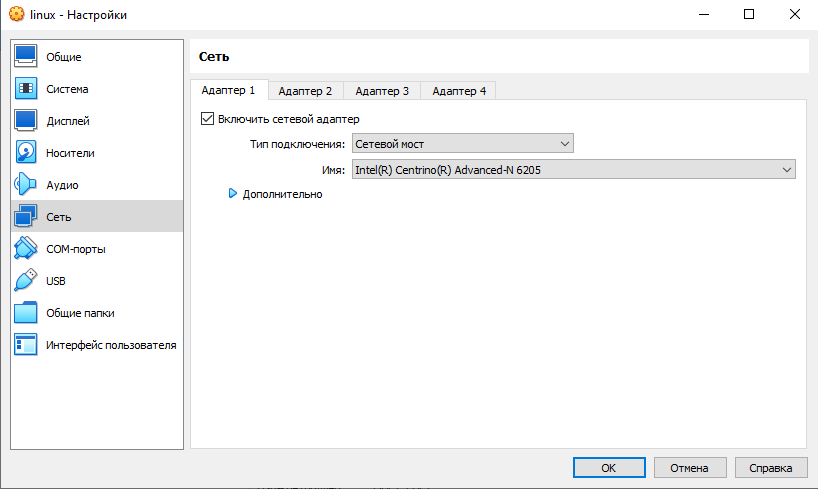 linux - Настройки
Общие
Система
Дисплей
Носители
Аудио
Сеть
COM-порты
USB
Общие папки
Интерфейс пользователя
Сеть
Адаптер 1 Адаптер 2 Адаптер 3 Адаптер 4
Включить сетевой адаптер
Тип подключения: Сетевой мост
Имя: Intel(R) Centrino(R) Advanced-N 6205
Дополнительно
OK Отмена Справка